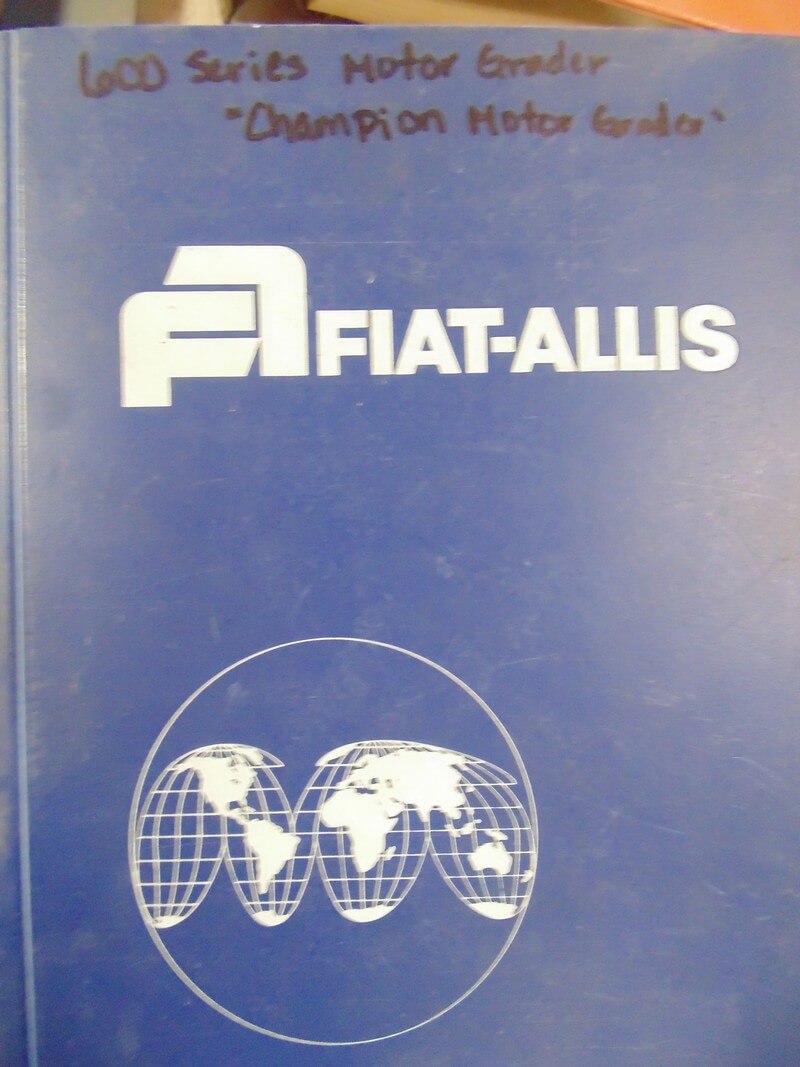 600 Series Motor Grader
"Champion Motor Grader"
FIAT-ALLIS